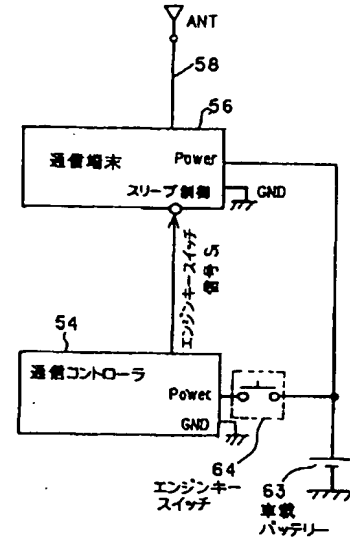 ANT
58
56
通信端末
Power
スリープ制御
GND
エンジンキースイッチ
信号 S1
54
通信コントローラ
Power
GND
64
エンジンキー
スイッチ
63
車載
バッテリー